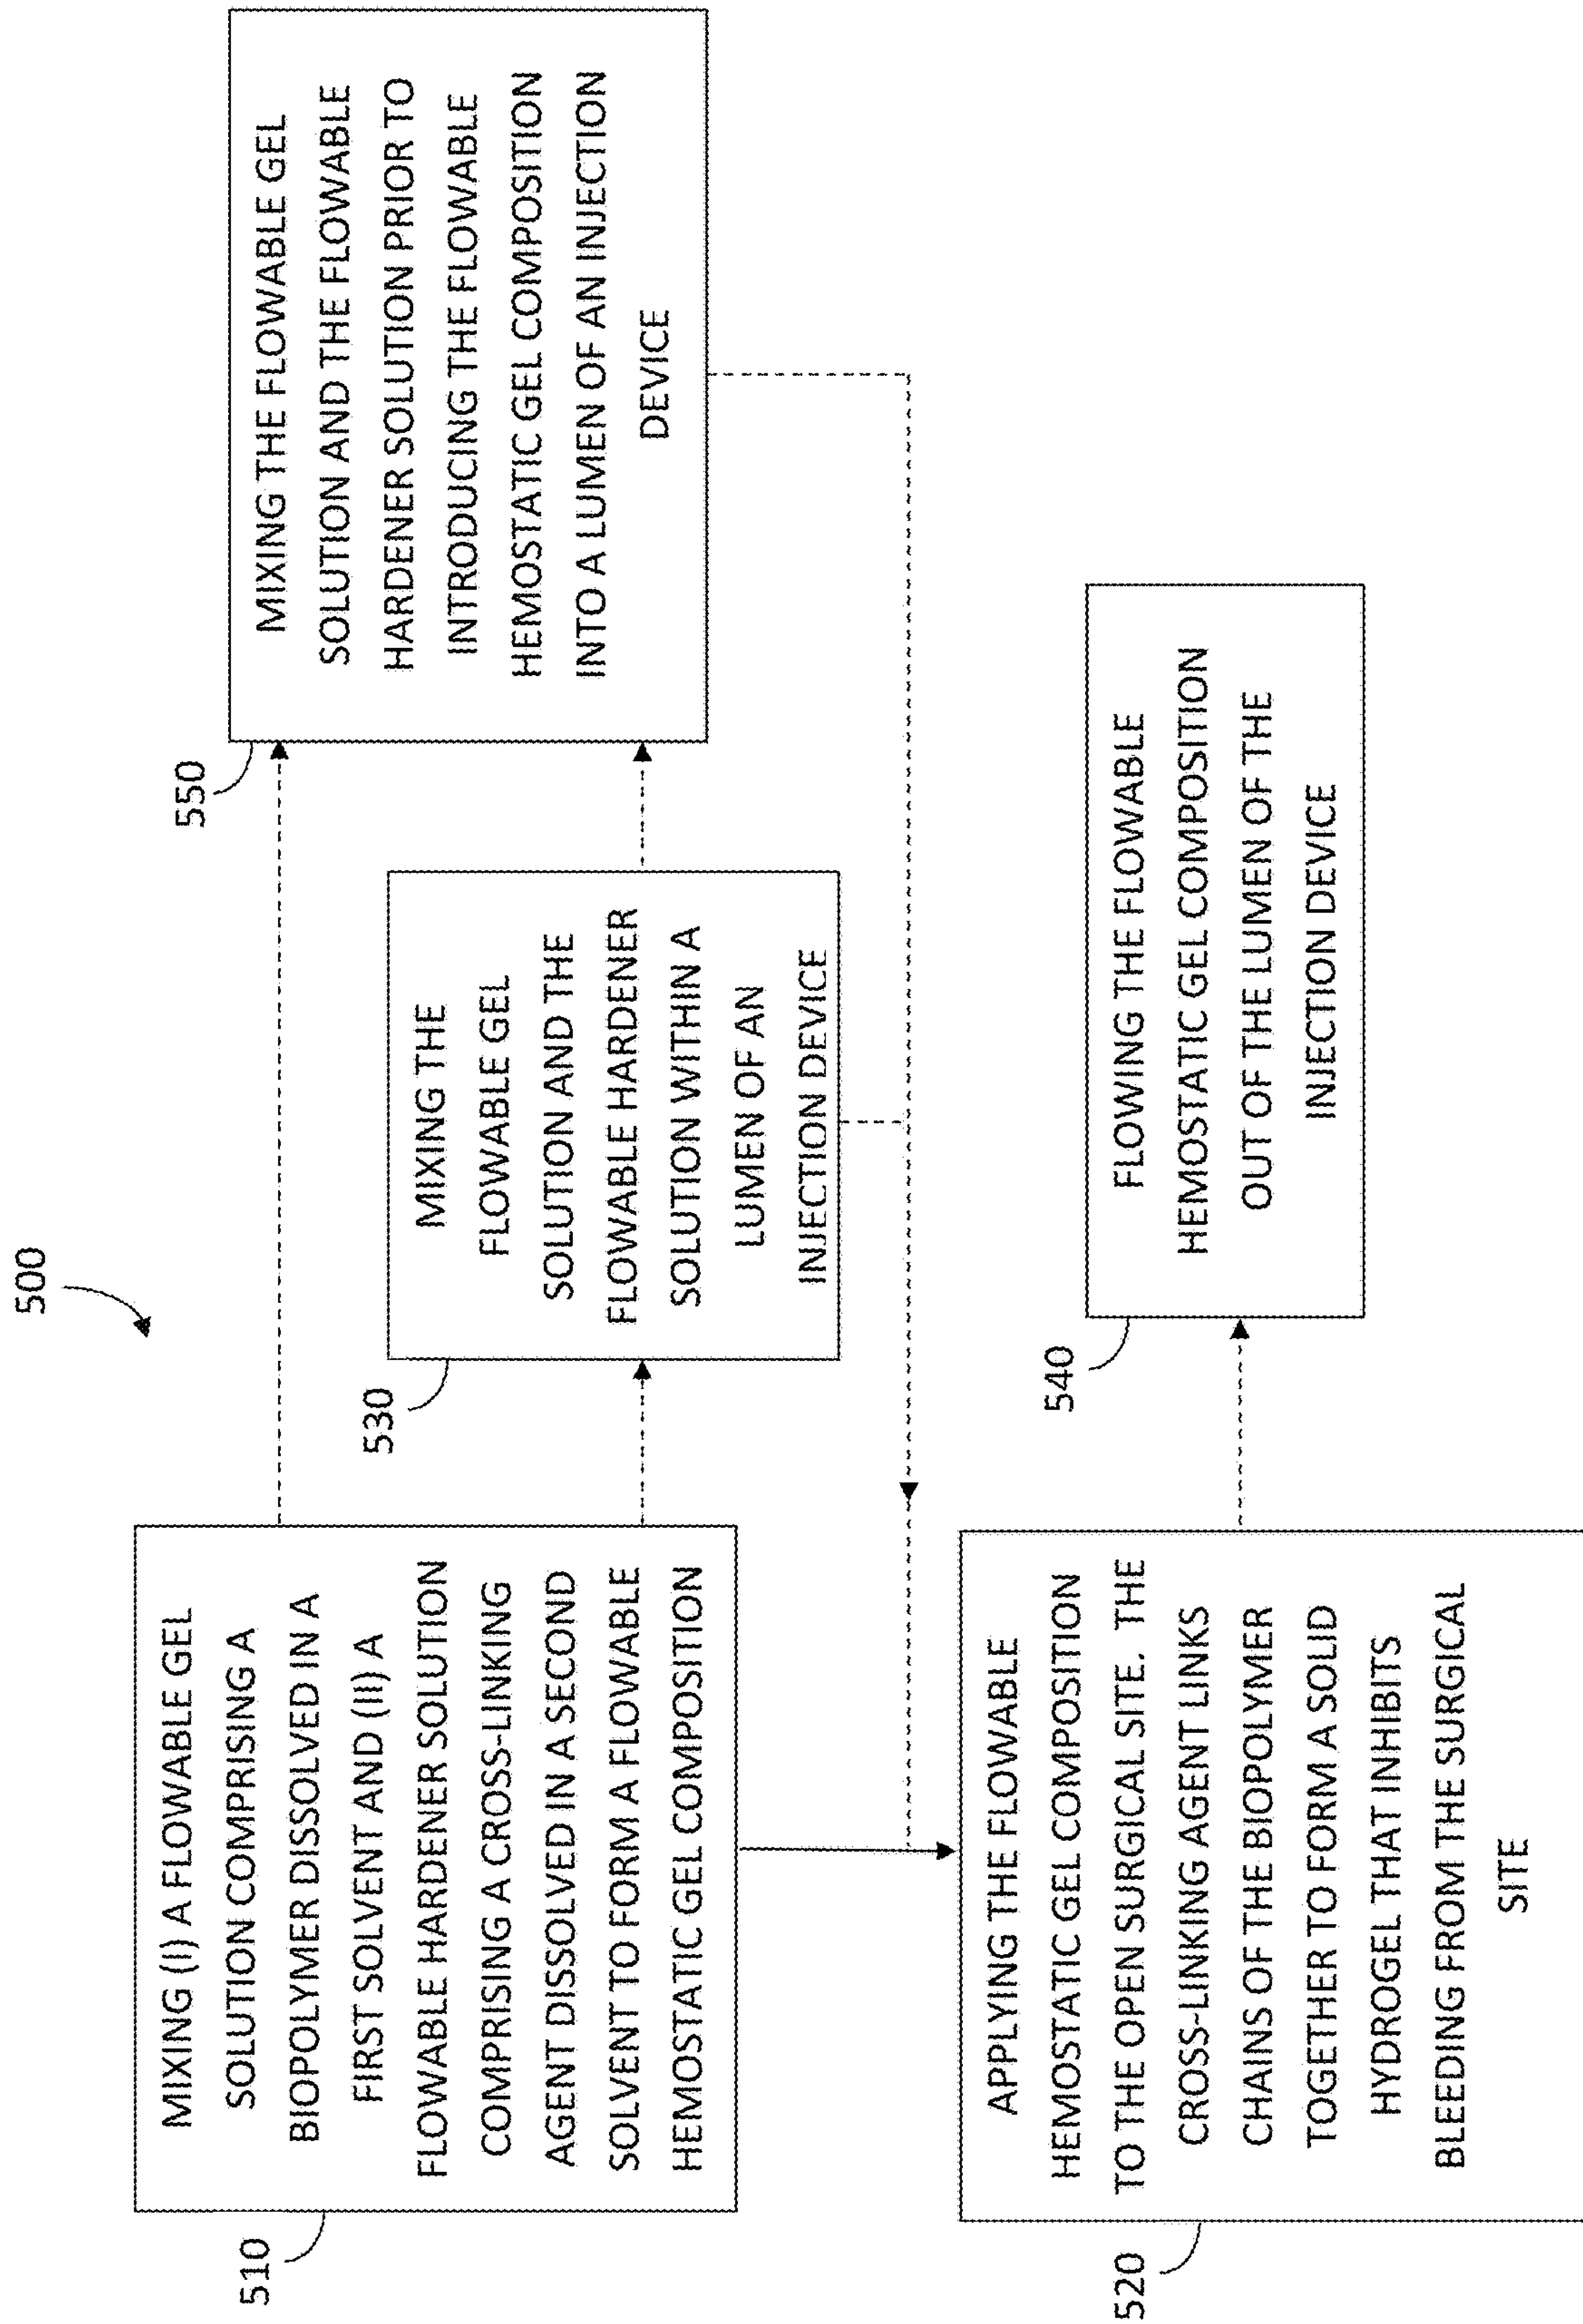 500
510
MIXING (I) A FLOWABLE GEL
SOLUTION COMPRISING A
BIOPOLYMER DISSOLVED IN A
FIRST SOLVENT AND (II) A
FLOWABLE HARDENER SOLUTION
COMPRISING A CROSS-LINKING
AGENT DISSOLVED IN A SECOND
SOLVENT TO FORM A FLOWABLE
HEMOSTATIC GEL COMPOSITION
530
MIXING THE
FLOWABLE GEL
SOLUTION AND THE
FLOWABLE HARDENER
SOLUTION WITHIN A
LUMEN OF AN
INJECTION DEVICE
550
MIXING THE FLOWABLE GEL
SOLUTION AND THE FLOWABLE
HARDENER SOLUTION PRIOR TO
INTRODUCING THE FLOWABLE
HEMOSTATIC GEL COMPOSITION
INTO A LUMEN OF AN INJECTION
DEVICE
520
APPLYING THE FLOWABLE
HEMOSTATIC GEL COMPOSITION
TO THE OPEN SURGICAL SITE. THE
CROSS-LINKING AGENT LINKS
CHAINS OF THE BIOPOLYMER
TOGETHER TO FORM A SOLID
HYDROGEL THAT INHIBITS
BLEEDING FROM THE SURGICAL
SITE
540
FLOWING THE FLOWABLE
HEMOSTATIC GEL COMPOSITION
OUT OF THE LUMEN OF THE
INJECTION DEVICE